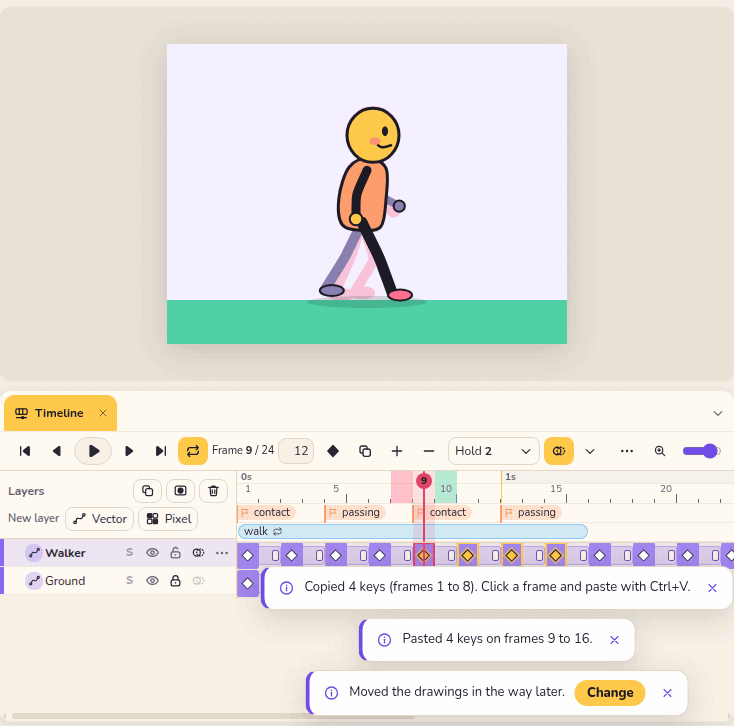 Timeline
Frame 9 / 24 12 Hold 2
Layers
New layer Vector Pixel
0s 1s
1 5 9 10 15 20
contact passing contact passing
walk
Walker S
Ground S
Copied 4 keys (frames 1 to 8). Click a frame and paste with Ctrl+V.
Pasted 4 keys on frames 9 to 16.
Moved the drawings in the way later. Change